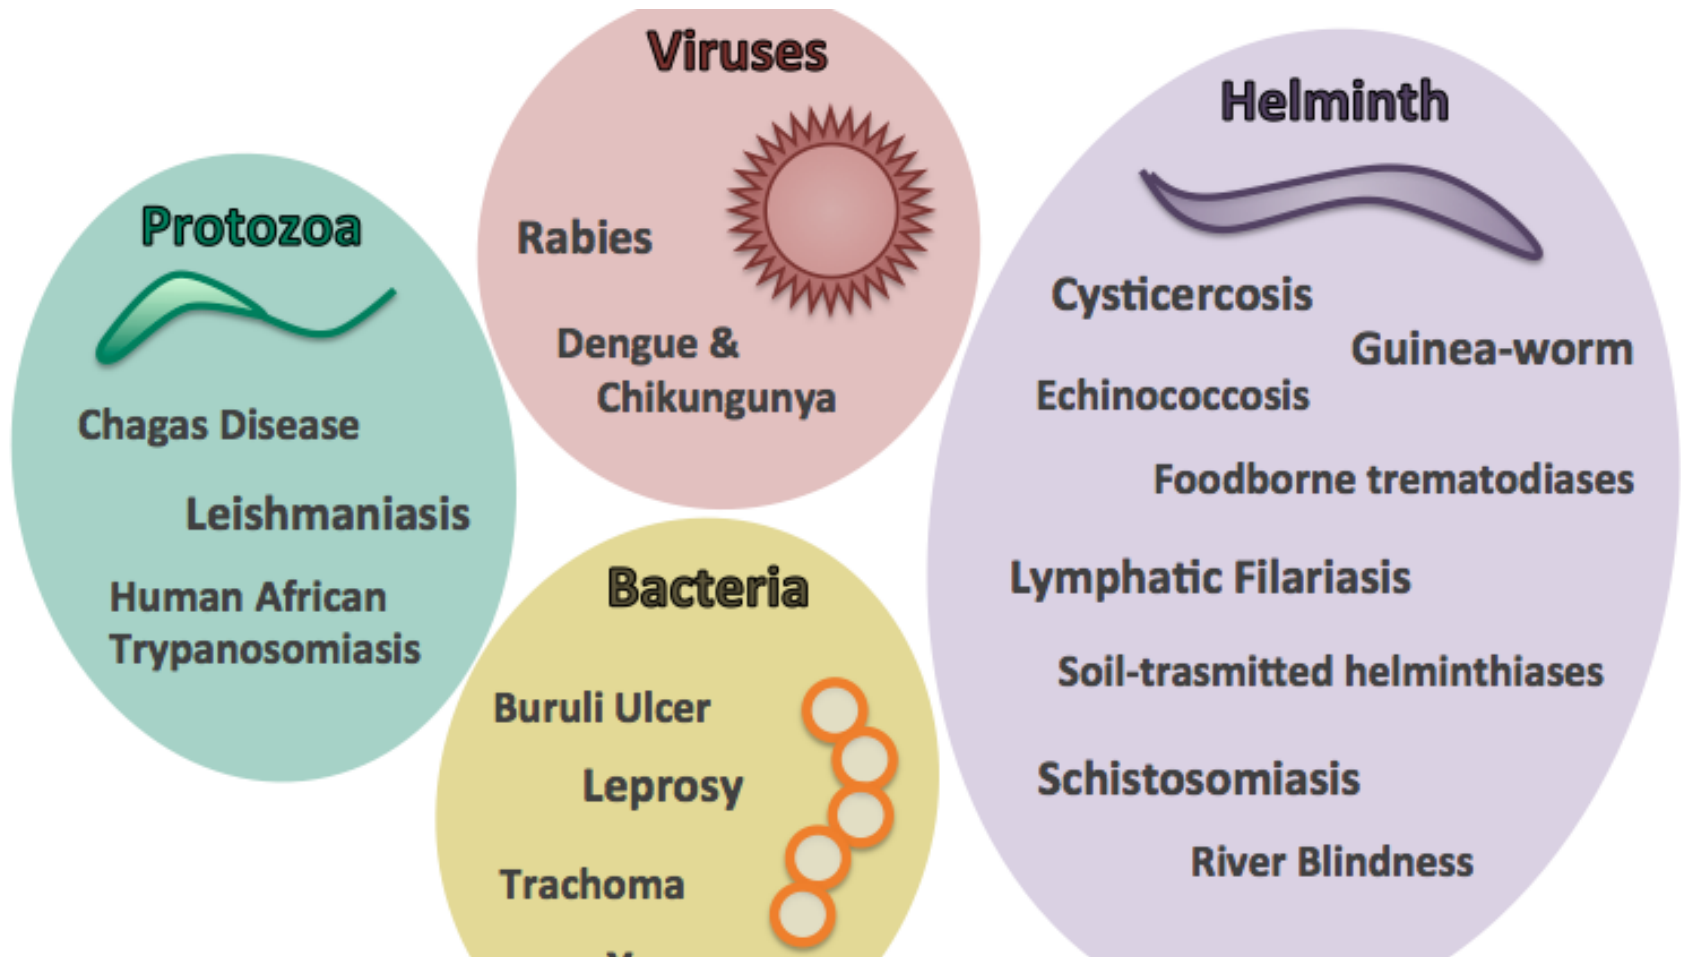 Viruses
Rabies
Dengue &
Chikungunya
Helminth
Cysticercosis
Guinea-worm
Echinococcosis
Foodborne trematodiases
Lymphatic Filariasis
Soil-trasmitted helminthiases
Schistosomiasis
River Blindness
Protozoa
Chagas Disease
Leishmaniasis
Human African
Trypanosomiasis
Bacteria
Buruli Ulcer
Leprosy
Trachoma